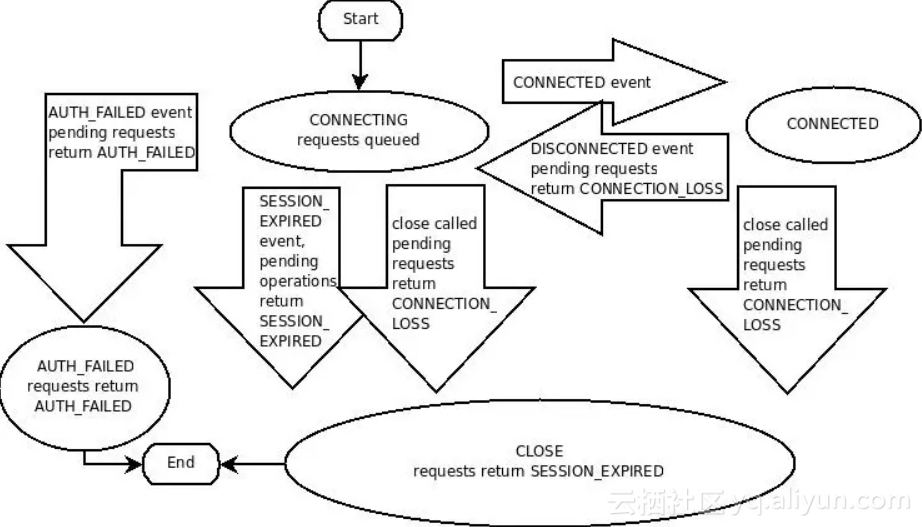 Start
CONNECTED event
AUTH_FAILED event
pending requests
return AUTH_FAILED
CONNECTING
requests queued
CONNECTED
DISCONNECTED event
pending requests
return CONNECTION_LOSS
SESSION_
EXPIRED
event,
pending
operations
return
SESSION_
EXPIRED
close called
pending
requests
return
CONNECTION_
LOSS
close called
pending
requests
return
CONNECTION_
LOSS
AUTH_FAILED
requests return
AUTH_FAILED
End
CLOSE
requests return SESSION_EXPIRED
云栖社区 yq.aliyun.com